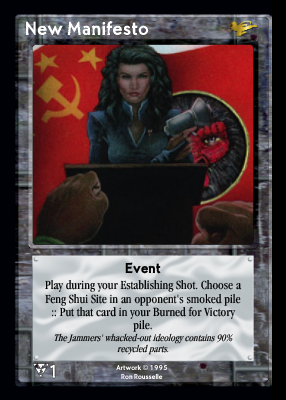 New Manifesto
Event
Play during your Establishing Shot. Choose a
Feng Shui Site in an opponent's smoked pile
:: Put that card in your Burned for Victory
pile.
The Jammers' whacked-out ideology contains 90%
recycled parts.
Artwork © 1995
Ron Rousselle
1